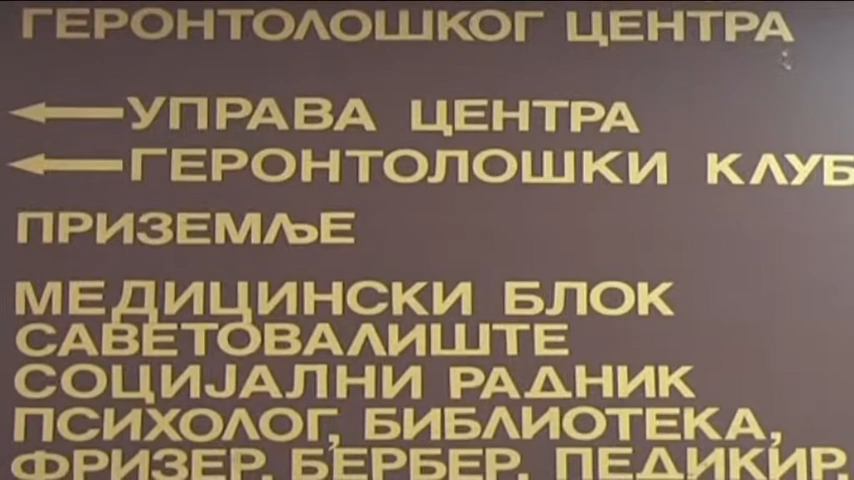 ГЕРОНТОЛОШКОГ ЦЕНТРА
УПРАВА ЦЕНТРА
ГЕРОНТОЛОШКИ КЛУБ
ПРИЗЕМЉЕ
МЕДИЦИНСКИ БЛОК
САВЕТОВАЛИШТЕ
СОЦИЈАЛНИ РАДНИК
ПСИХОЛОГ, БИБЛИОТЕКА,
ФРИЗЕР, БЕРБЕР, ПЕДИКИР,